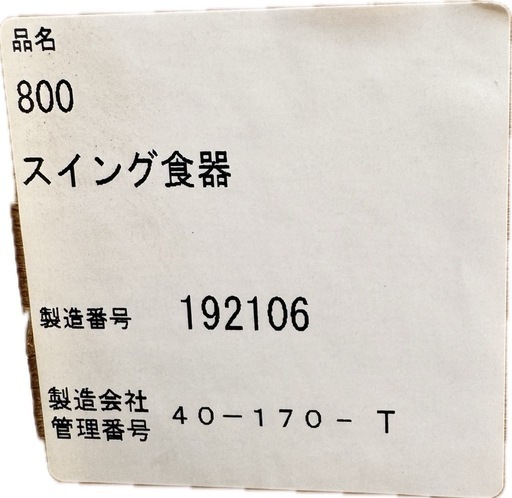 品名
800
スイング食器
製造番号 192106
製造会社
管理番号 40-170-T